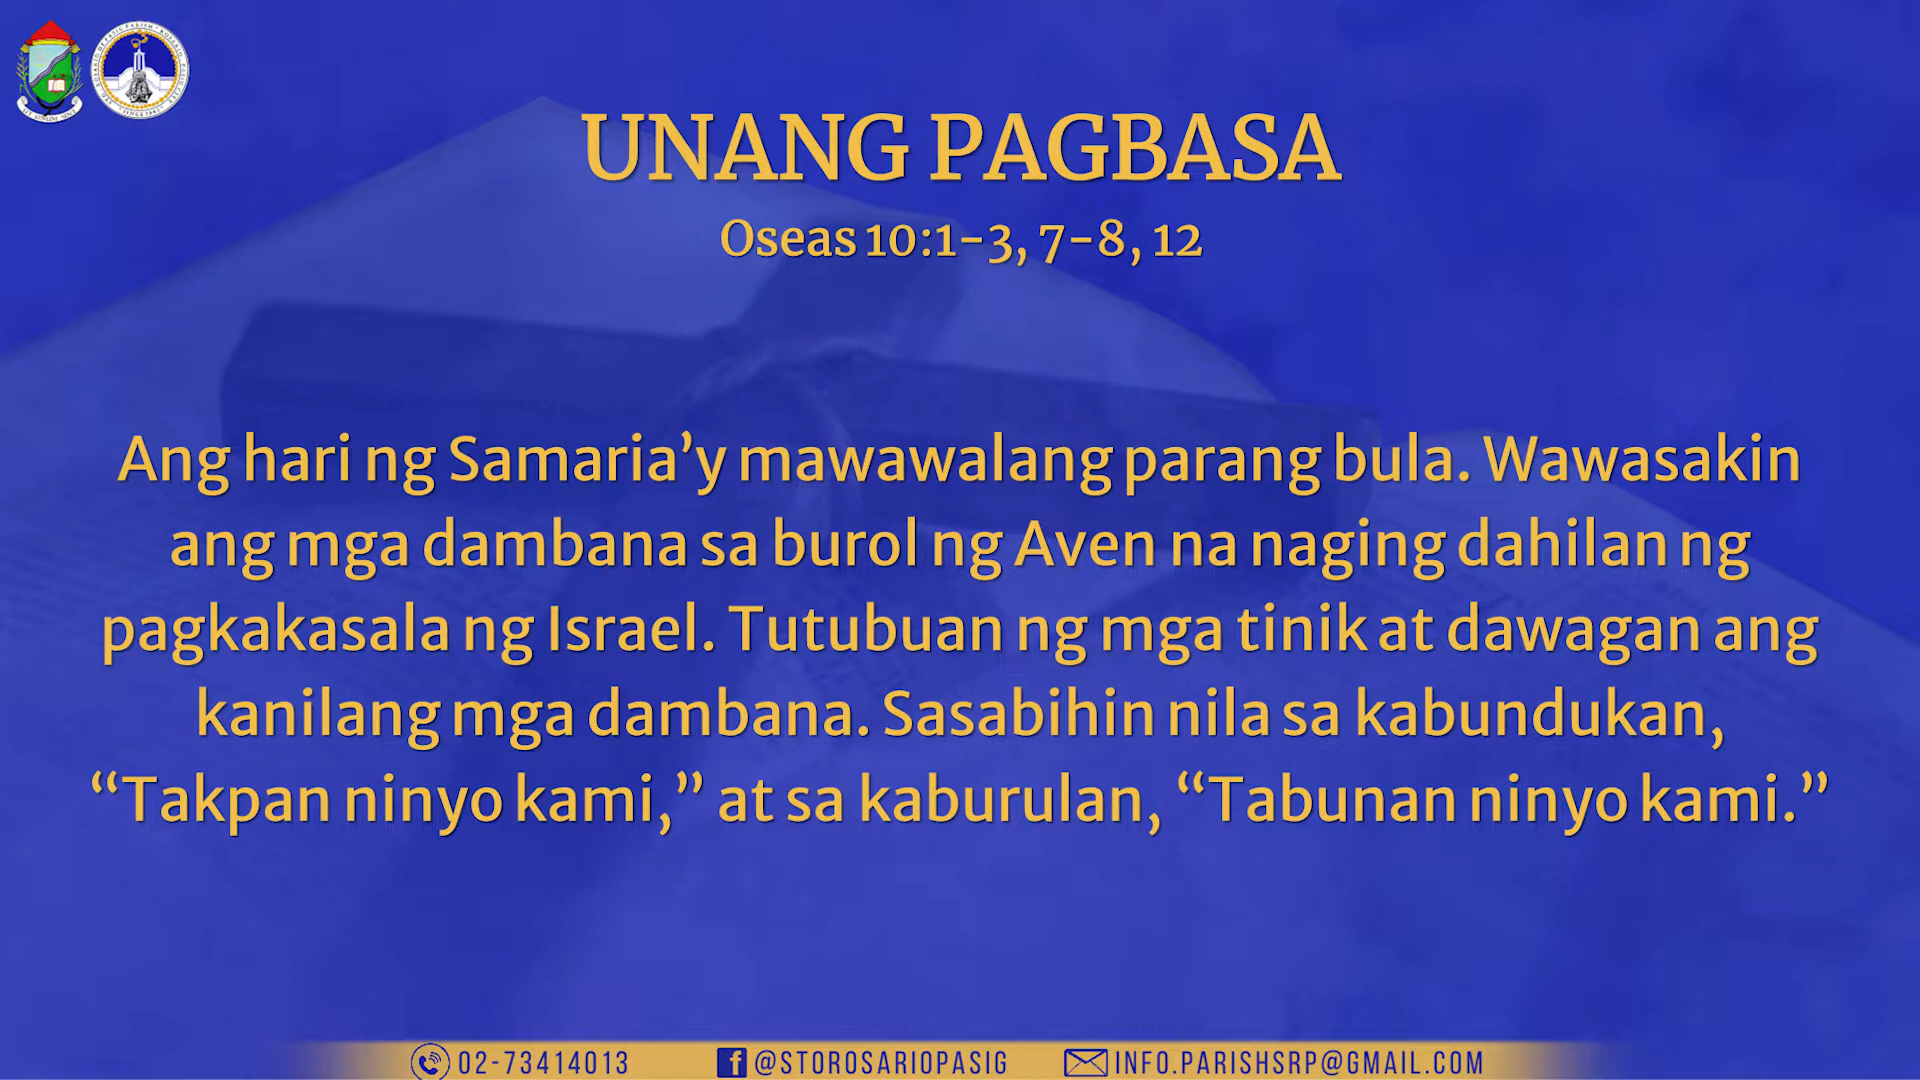 UNANG PAGBASA
Oseas 10:1-3, 7-8, 12
Ang hari ng Samaria’y mawawalang parang bula. Wawasakin
ang mga dambana sa burol ng Aven na naging dahilan ng
pagkakasala ng Israel. Tutubuan ng mga tinik at dawagan ang
kanilang mga dambana. Sasabihin nila sa kabundukan,
“Takpan ninyo kami,” at sa kaburulan, “Tabunan ninyo kami.”
02-73414013
@STOROSARIOPASIG
INFO.PARISHSRP@GMAIL.COM